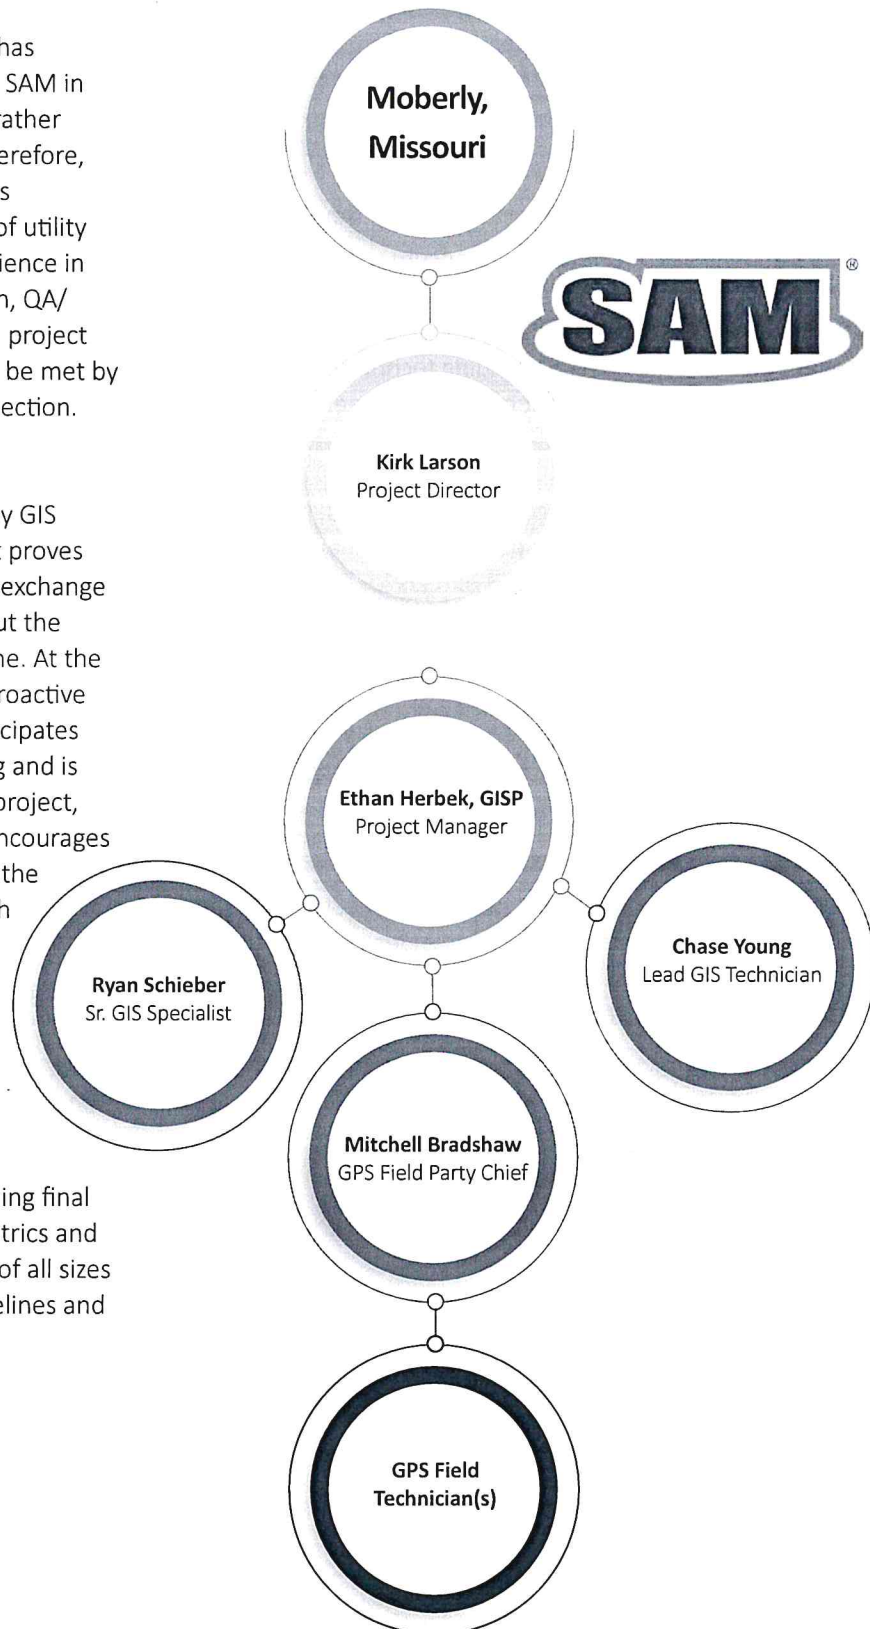 has
SAM in
rather
erefore,
s
of utility
ience in
n, QA/
project
be met by
ection.
y GIS
t proves
exchange
ut the
ne. At the
roactive
cipates
g and is
project,
ncourages
the
h
ing final
trics and
of all sizes
elines and
Moberly,
Missouri
SAM®
Kirk Larson
Project Director
Ethan Herbek, GISP
Project Manager
Ryan Schieber
Sr. GIS Specialist
Chase Young
Lead GIS Technician
Mitchell Bradshaw
GPS Field Party Chief
GPS Field
Technician(s)